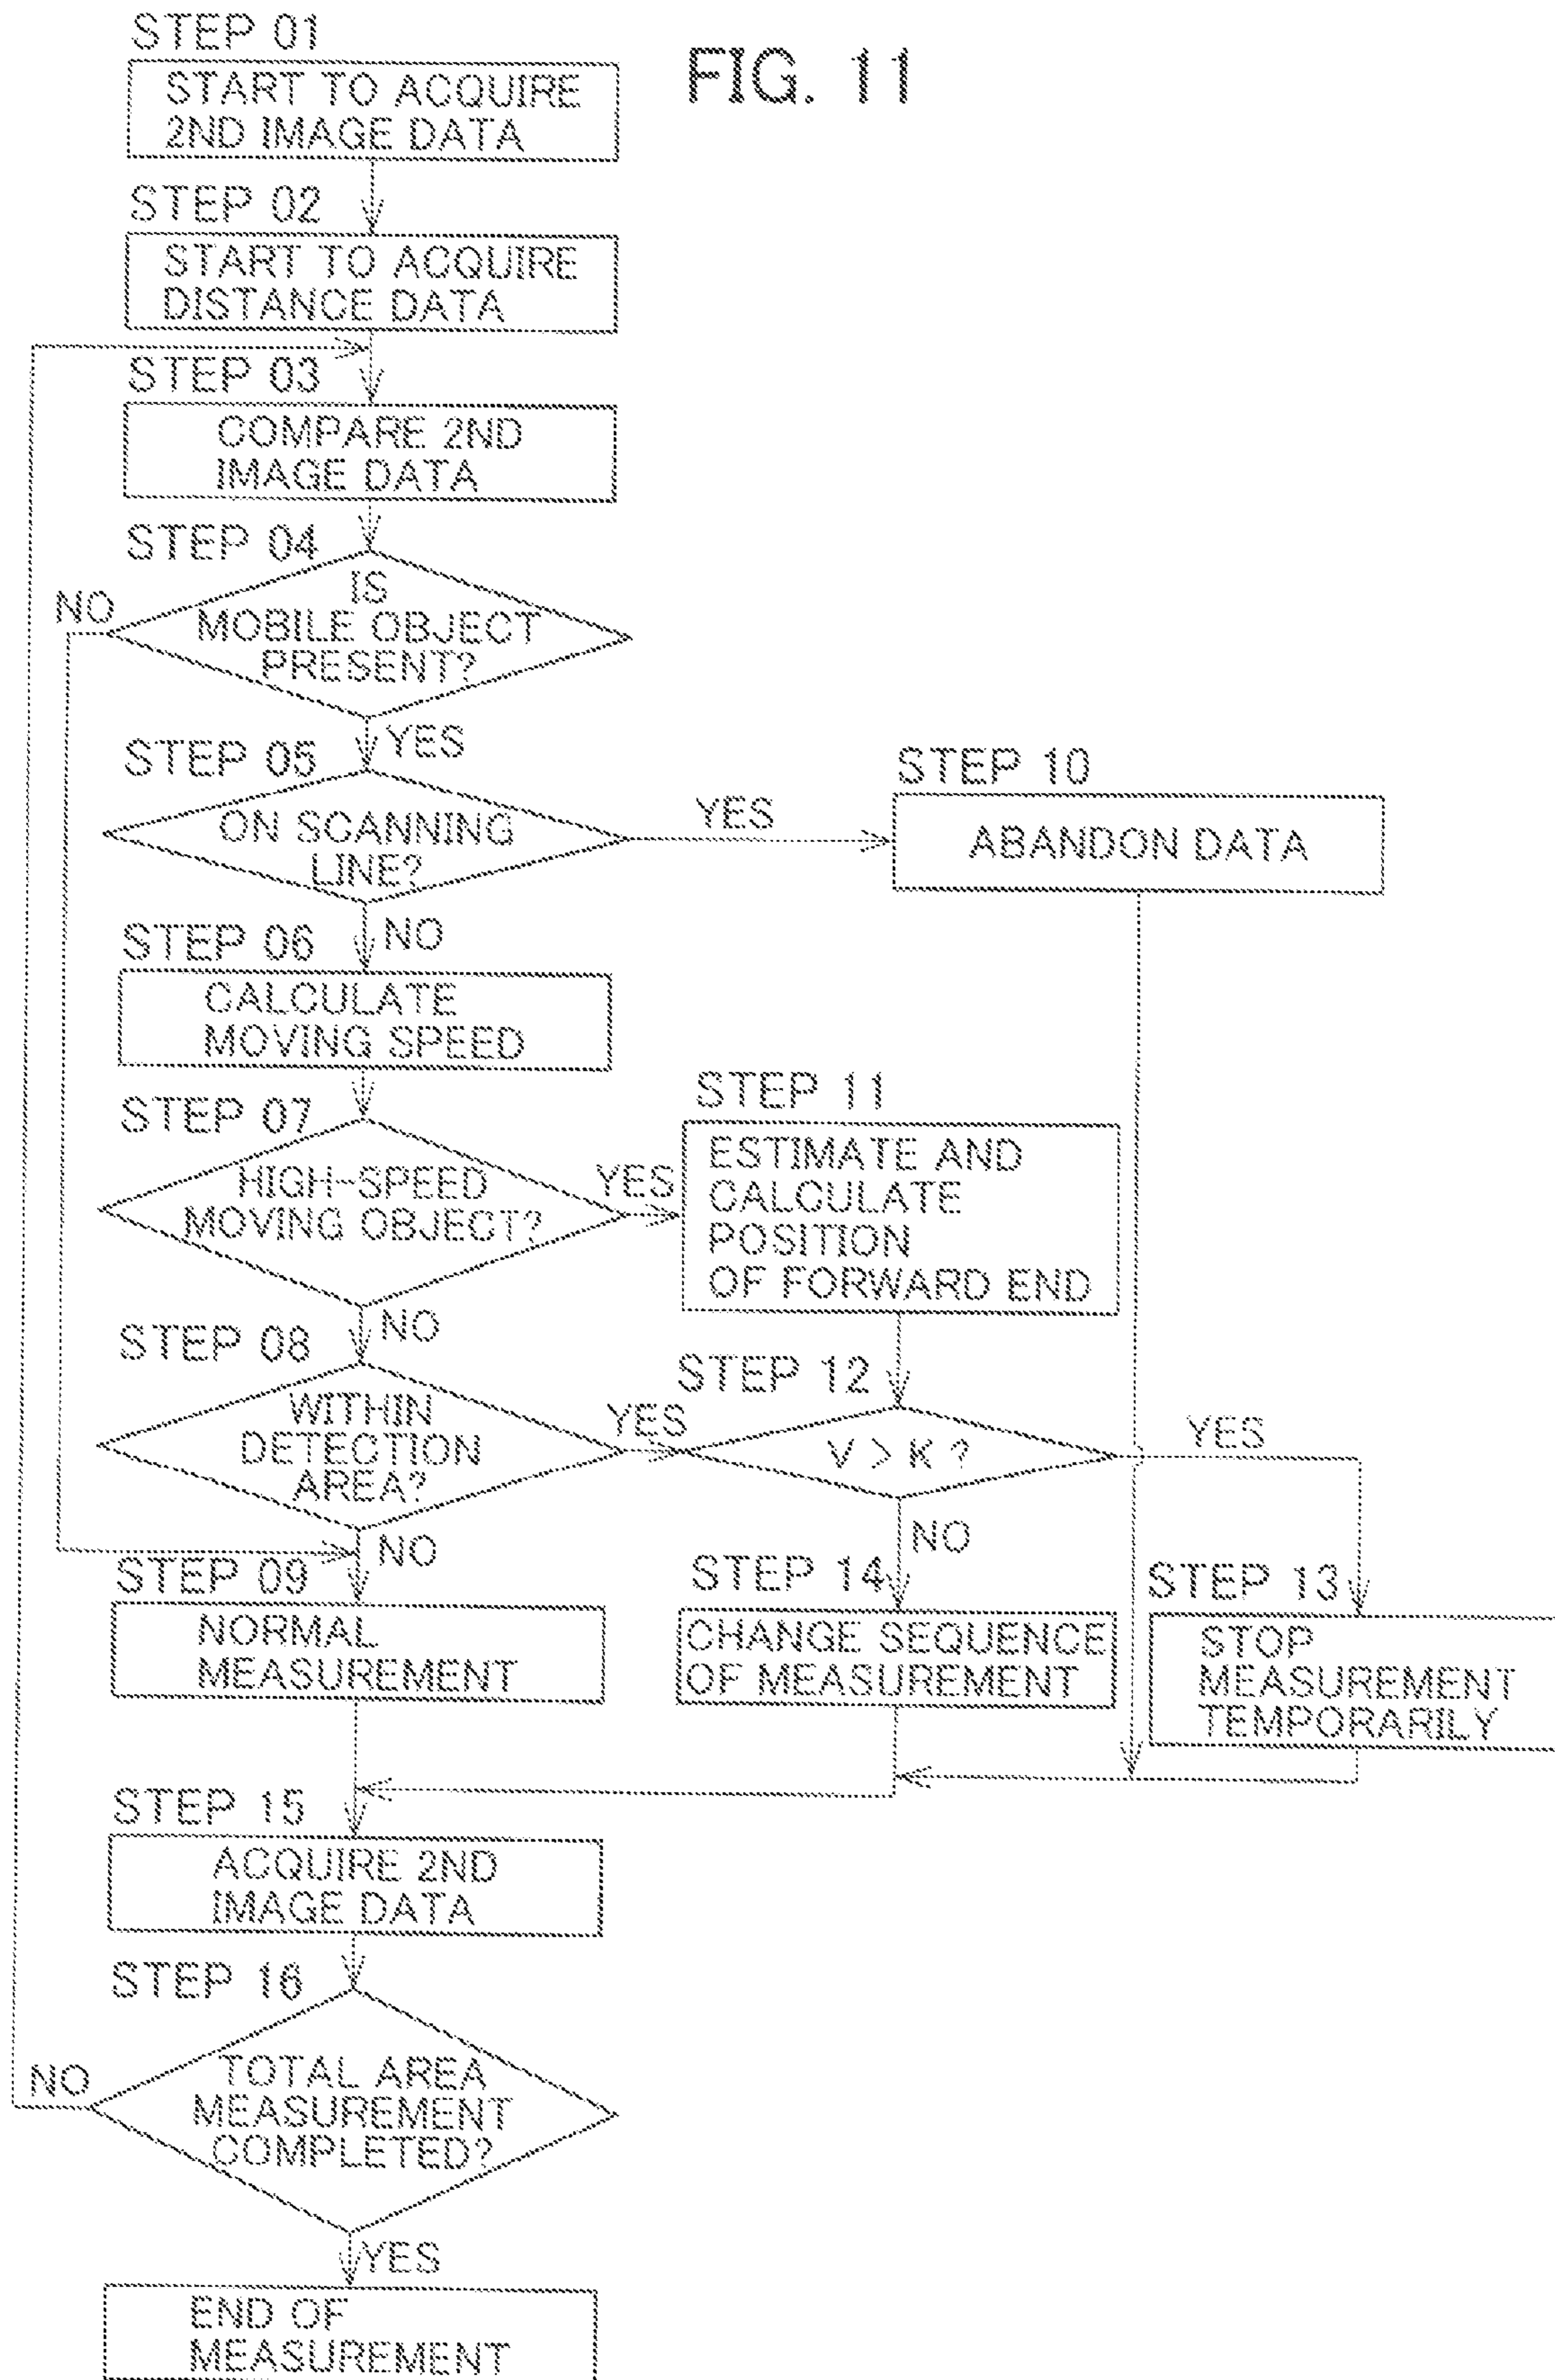 FIG. 11
STEP 01
START TO ACQUIRE
2ND IMAGE DATA
STEP 02
START TO ACQUIRE
DISTANCE DATA
STEP 03
COMPARE 2ND
IMAGE DATA
STEP 04
IS
MOBILE OBJECT
PRESENT?
NO
YES
STEP 05
ON SCANNING
LINE?
YES
NO
STEP 10
ABANDON DATA
STEP 06
CALCULATE
MOVING SPEED
STEP 07
HIGH-SPEED
MOVING OBJECT?
YES
NO
STEP 11
ESTIMATE AND
CALCULATE
POSITION
OF FORWARD END
STEP 08
WITHIN
DETECTION
AREA?
YES
NO
STEP 12
V > K ?
YES
NO
STEP 09
NORMAL
MEASUREMENT
STEP 14
CHANGE SEQUENCE
OF MEASUREMENT
STEP 13
STOP
MEASUREMENT
TEMPORARILY
STEP 15
ACQUIRE 2ND
IMAGE DATA
STEP 16
TOTAL AREA
MEASUREMENT
COMPLETED?
NO
YES
END OF
MEASUREMENT